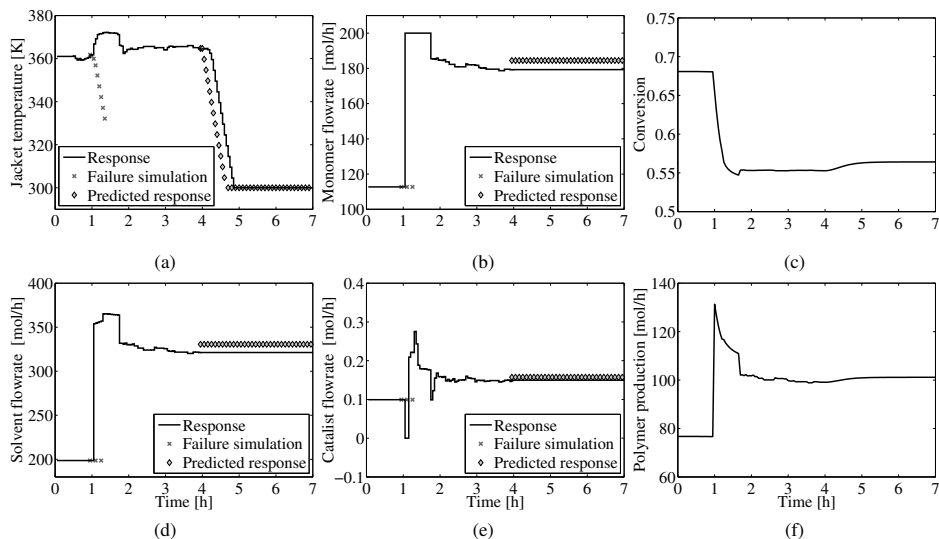 380
360
340
320
300
Jacket temperature [K]
Response
Failure simulation
Predicted response
0 1 2 3 4 5 6 7
(a)
200
180
160
140
120
100
Monomer flowrate [mol/h]
Response
Failure simulation
Predicted response
0 1 2 3 4 5 6 7
(b)
0.75
0.7
0.65
0.6
0.55
0.5
Conversion
0 1 2 3 4 5 6 7
(c)
400
350
300
250
200
Solvent flowrate [mol/h]
Response
Failure simulation
Predicted response
0 1 2 3 4 5 6 7
Time [h]
(d)
0.4
0.3
0.2
0.1
0
−0.1
Catalist flowrate [mol/h]
Response
Failure simulation
Predicted response
0 1 2 3 4 5 6 7
Time [h]
(e)
140
120
100
80
60
Polymer production [mol/h]
0 1 2 3 4 5 6 7
Time [h]
(f)